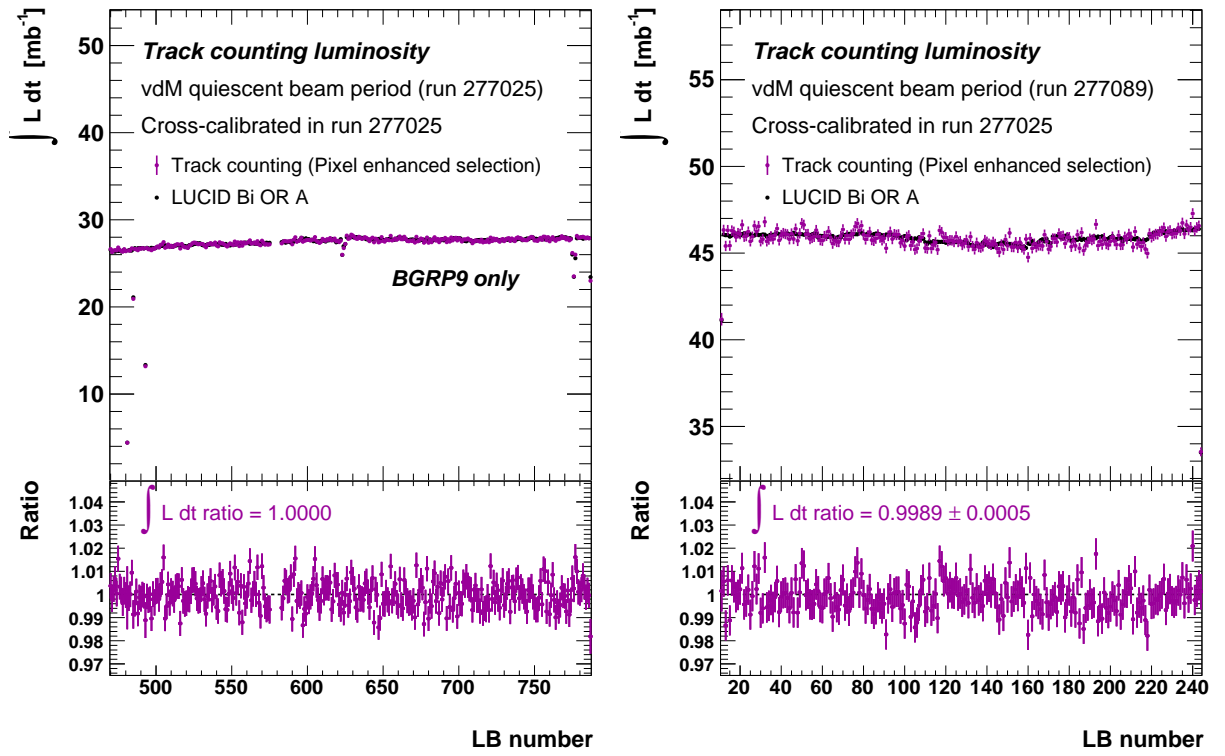 ∫ L dt [mb⁻¹]
50
40
30
20
10
Track counting luminosity
vdM quiescent beam period (run 277025)
Cross-calibrated in run 277025
Track counting (Pixel enhanced selection)
LUCID Bi OR A
BGRP9 only
Ratio
1.04
1.03
1.02
1.01
1
0.99
0.98
0.97
∫ L dt ratio = 1.0000
500 550 600 650 700 750
LB number
∫ L dt [mb⁻¹]
55
50
45
40
35
Track counting luminosity
vdM quiescent beam period (run 277089)
Cross-calibrated in run 277025
Track counting (Pixel enhanced selection)
LUCID Bi OR A
Ratio
1.04
1.03
1.02
1.01
1
0.99
0.98
0.97
∫ L dt ratio = 0.9989 ± 0.0005
20 40 60 80 100 120 140 160 180 200 220 240
LB number